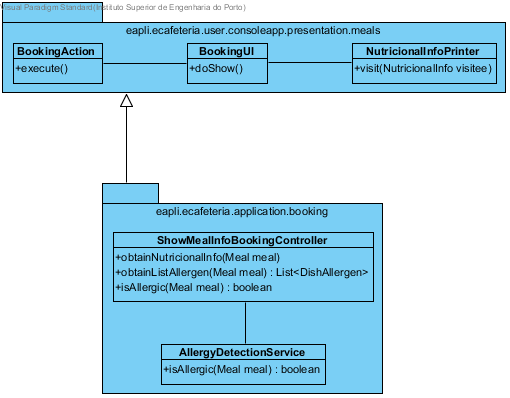 Visual Paradigm Standard(Instituto Superior de Engenharia do Porto)
eapli.ecafeteria.user.consoleapp.presentation.meals
BookingAction
+execute()
BookingUI
+doShow()
NutricionalInfoPrinter
+visit(NutricionalInfo visitee)
eapli.ecafeteria.application.booking
ShowMealInfoBookingController
+obtainNutricionalInfo(Meal meal)
+obtainListAllergen(Meal meal) : List<DishAllergen>
+isAllergic(Meal meal) : boolean
AllergyDetectionService
+isAllergic(Meal meal) : boolean